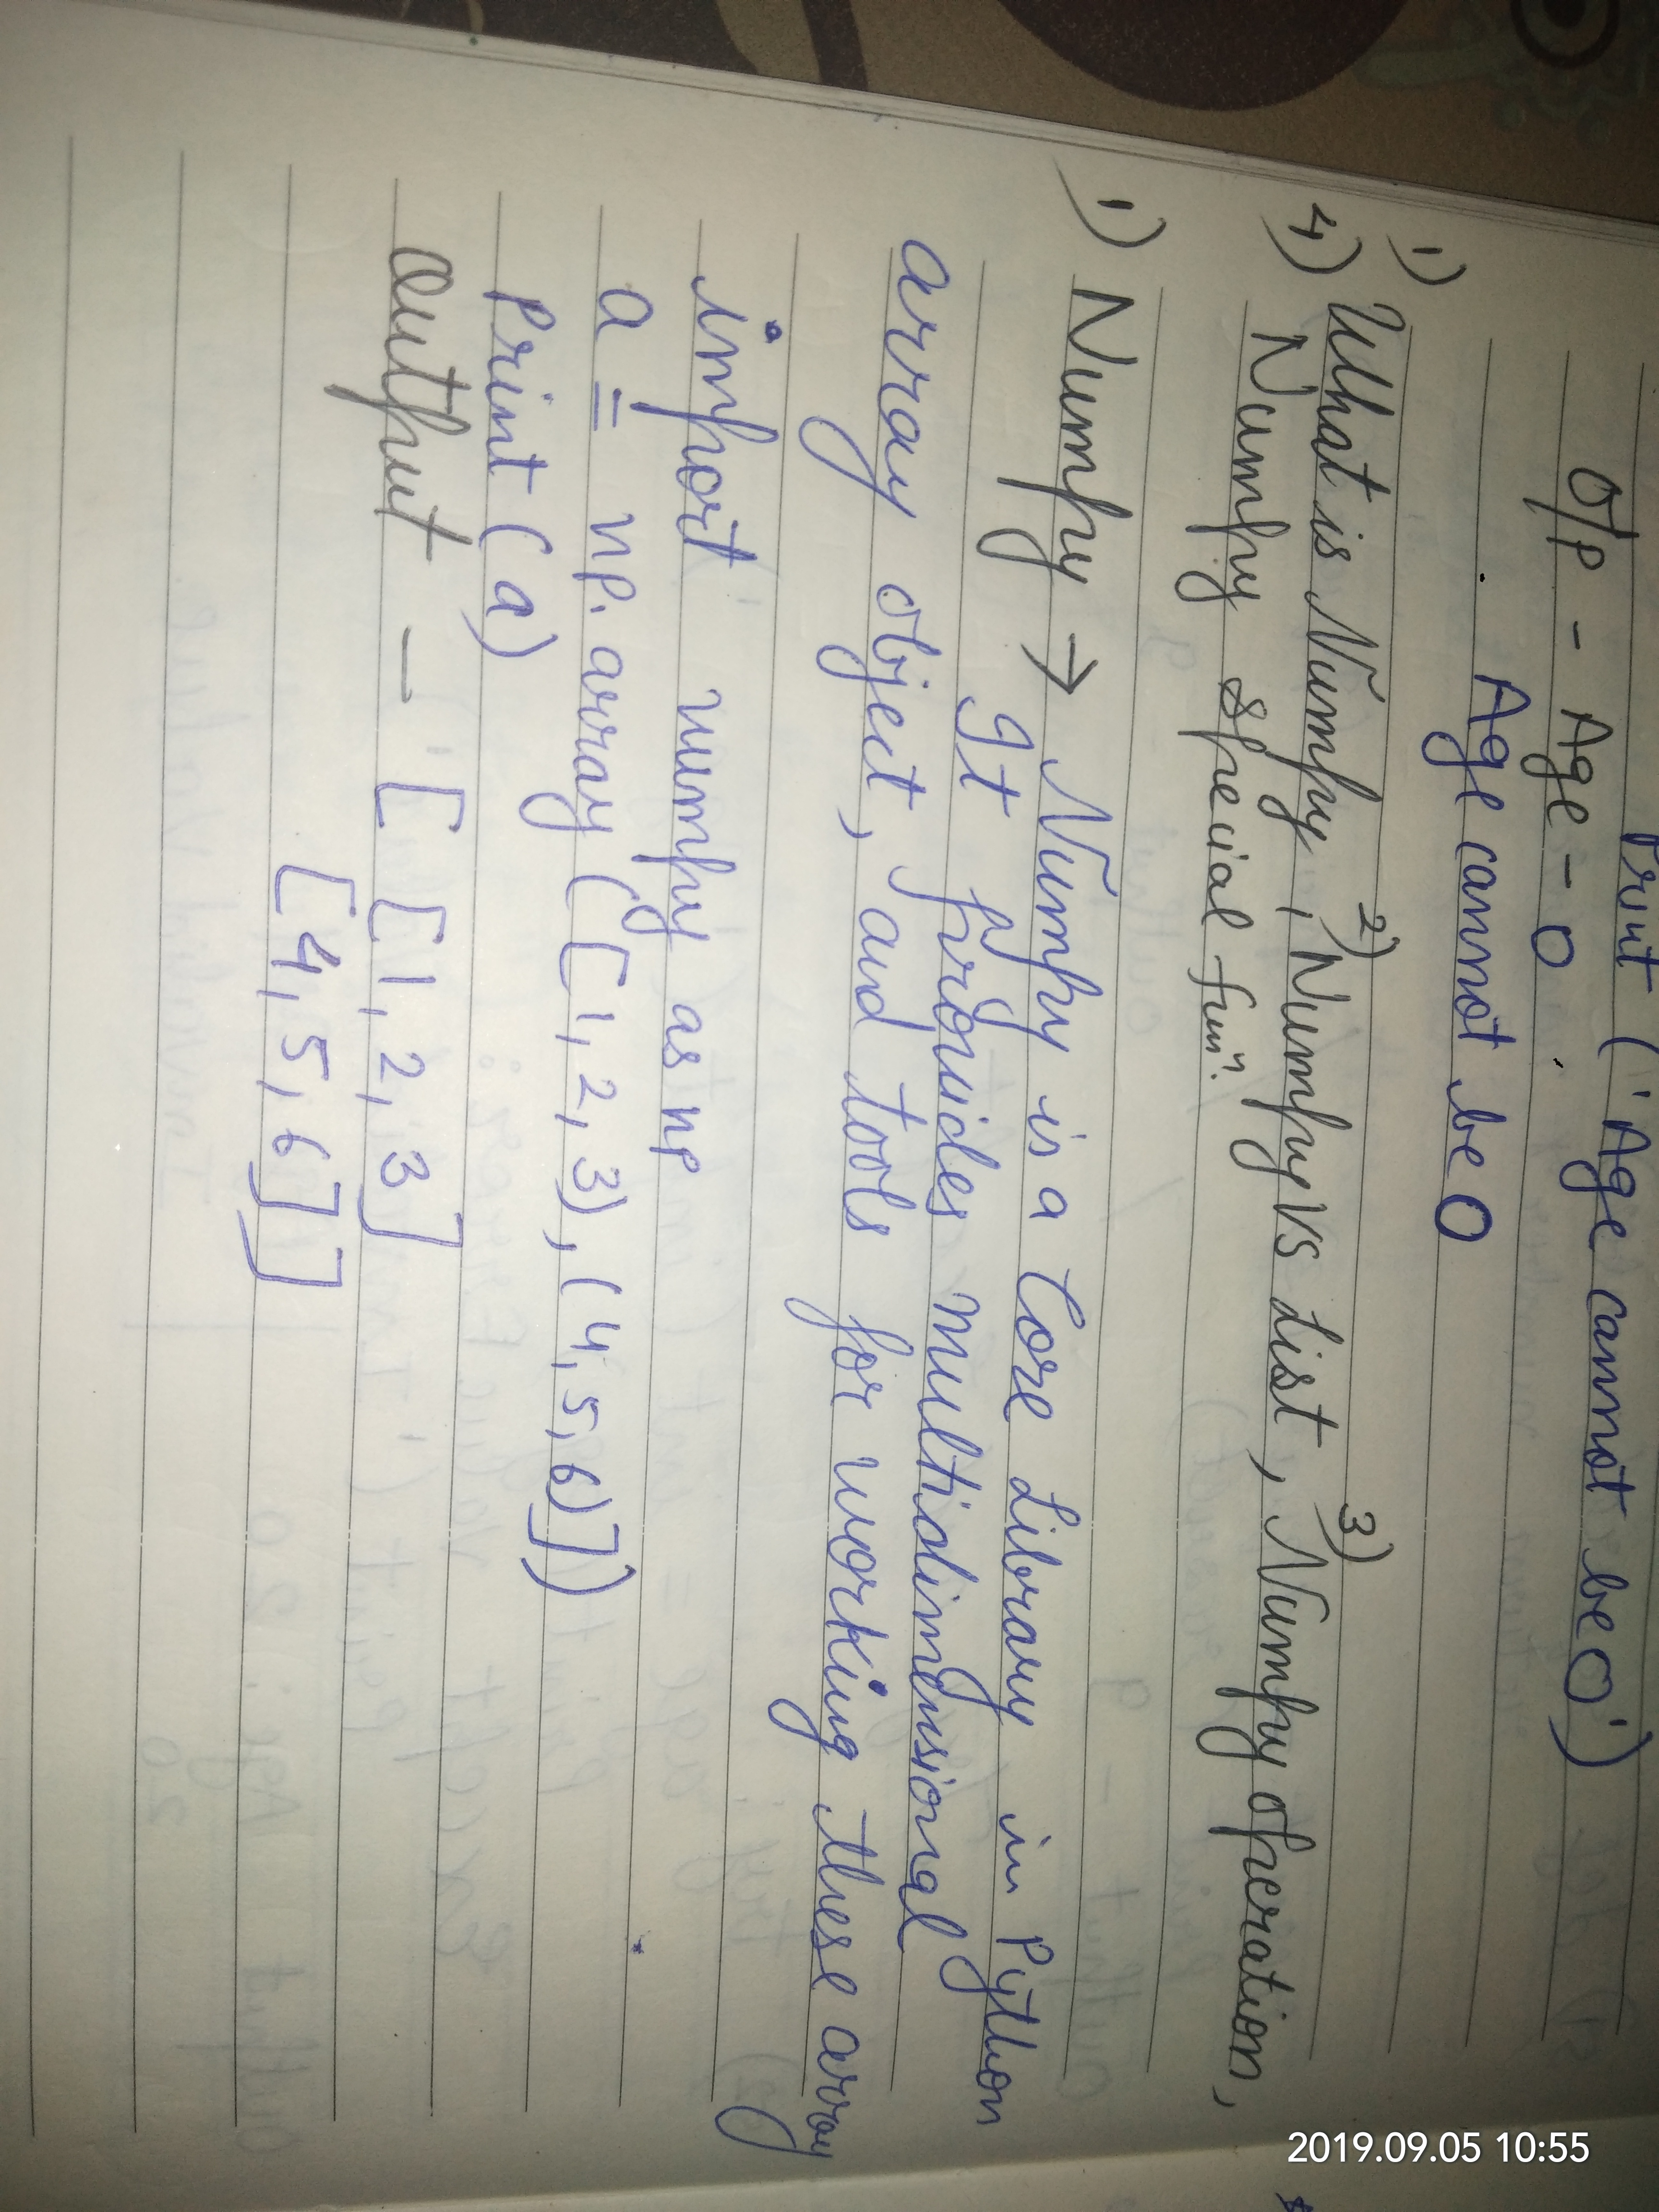 Print ('Age cannot be 0')
O/P - Age - 0
Age cannot be 0
1) 2) 3)
4) What is Numpy, Numpy vs List, Numpy operation,
Numpy special funⁿ.
1) Numpy → Numpy is a Core Library in Python
It provides multidimensional
array object, and tools for working these array
import numpy as np
a = np.array ([1,2,3), (4,5,6)])
Print (a)
output - [[1,2,3]
[4,5,6]]
2019.09.05 10:55